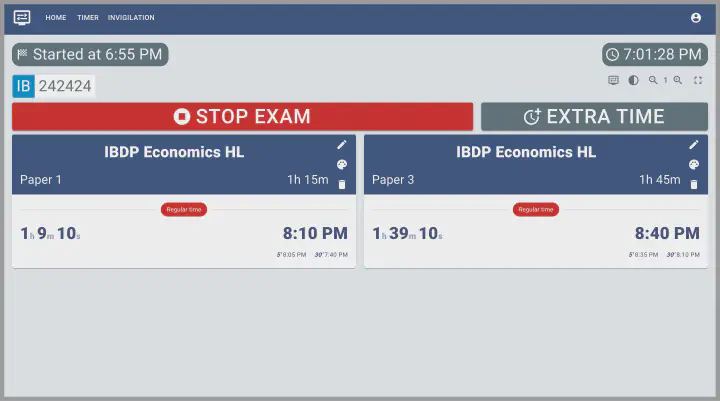 HOME TIMER INVIGILATION
Started at 6:55 PM
7:01:28 PM
IB 242424
1
STOP EXAM
EXTRA TIME
IBDP Economics HL
Paper 1 1h 15m
Regular time
1h 9m 10s 8:10 PM
5' 8:05 PM 30' 7:40 PM
IBDP Economics HL
Paper 3 1h 45m
Regular time
1h 39m 10s 8:40 PM
5' 8:35 PM 30' 8:10 PM